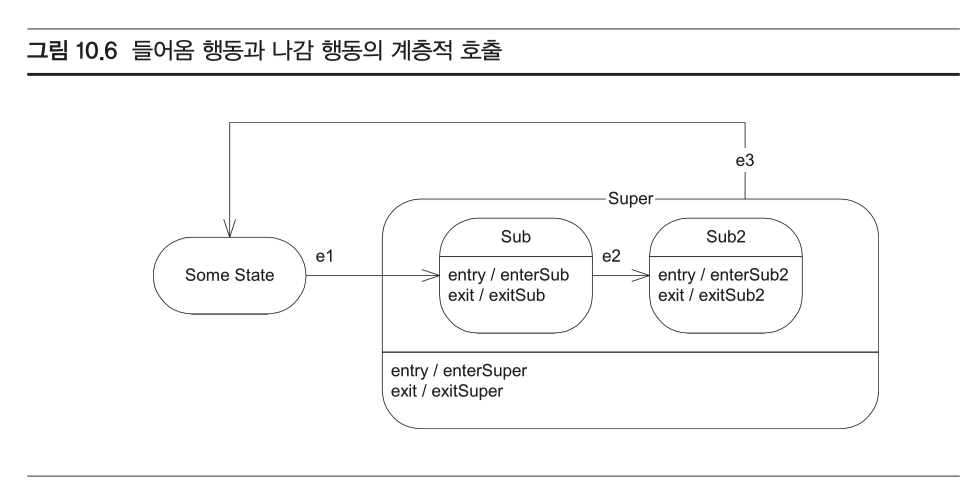 그림 10.6 들어옴 행동과 나감 행동의 계층적 호출
e3
Super
Sub
Sub2
e1
e2
Some State
entry / enterSub
exit / exitSub
entry / enterSub2
exit / exitSub2
entry / enterSuper
exit / exitSuper